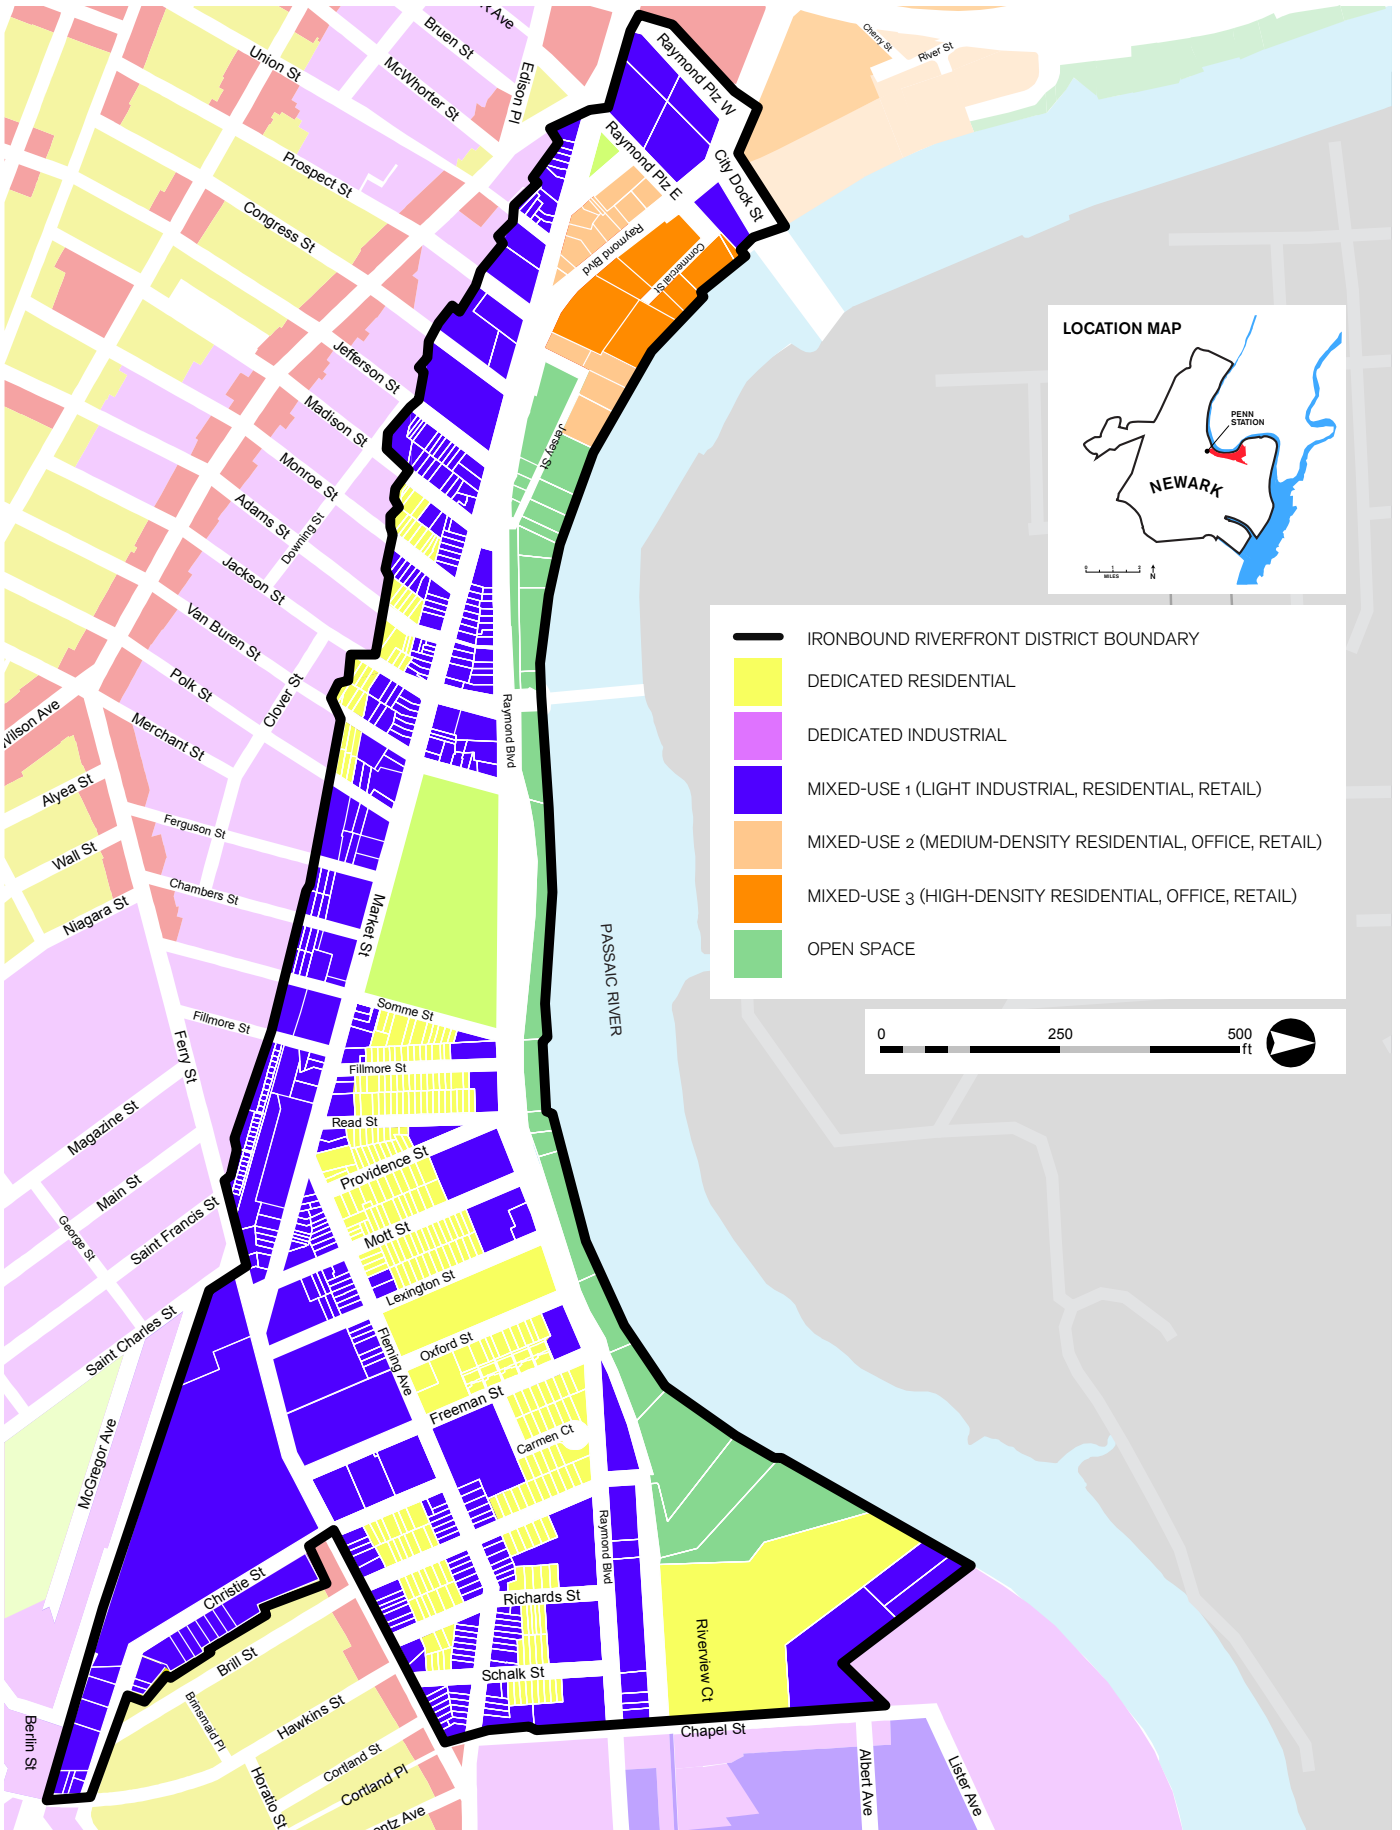 Bruen St
Union St
McWhorter St
Edison Pl
Raymond Plz W
Cherry St
River St
Prospect St
Raymond Plz E
City Dock St
Congress St
Raymond Blvd
Commercial St
LOCATION MAP
PENN
STATION
NEWARK
0 1 2
MILES
N
Jefferson St
Madison St
Jersey St
Monroe St
Adams St
Downing St
Jackson St
Van Buren St
Polk St
Clover St
Merchant St
Wilson Ave
Raymond Blvd
IRONBOUND RIVERFRONT DISTRICT BOUNDARY
DEDICATED RESIDENTIAL
DEDICATED INDUSTRIAL
MIXED-USE 1 (LIGHT INDUSTRIAL, RESIDENTIAL, RETAIL)
MIXED-USE 2 (MEDIUM-DENSITY RESIDENTIAL, OFFICE, RETAIL)
MIXED-USE 3 (HIGH-DENSITY RESIDENTIAL, OFFICE, RETAIL)
OPEN SPACE
0 250 500
ft
Alyea St
Ferguson St
Wall St
Chambers St
Niagara St
Market St
PASSAIC RIVER
Somme St
Fillmore St
Ferry St
Fillmore St
Magazine St
Read St
Providence St
Main St
George St
Saint Francis St
Mott St
Lexington St
Saint Charles St
Fleming Ave
Oxford St
Freeman St
McGregor Ave
Carmen Ct
Raymond Blvd
Christie St
Richards St
Brill St
Schalk St
Riverview Ct
Brinsmaid Pl
Hawkins St
Berlin St
Chapel St
Cortland St
Horatio St
Cortland Pl
Albert Ave
Lister Ave